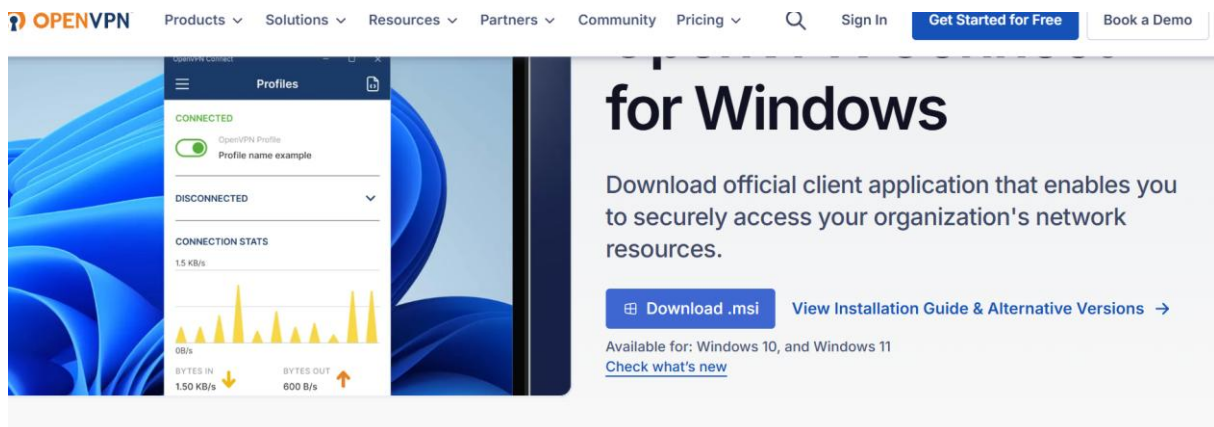 OPENVPN Products Solutions Resources Partners Community Pricing Sign In Get Started for Free Book a Demo
OpenVPN Connect
Profiles
CONNECTED
OpenVPN Profile
Profile name example
DISCONNECTED
CONNECTION STATS
1.5 KB/s
0B/s
BYTES IN
1.50 KB/s
BYTES OUT
600 B/s
OpenVPN Connect
for Windows
Download official client application that enables you
to securely access your organization's network
resources.
Download .msi View Installation Guide & Alternative Versions →
Available for: Windows 10, and Windows 11
Check what's new